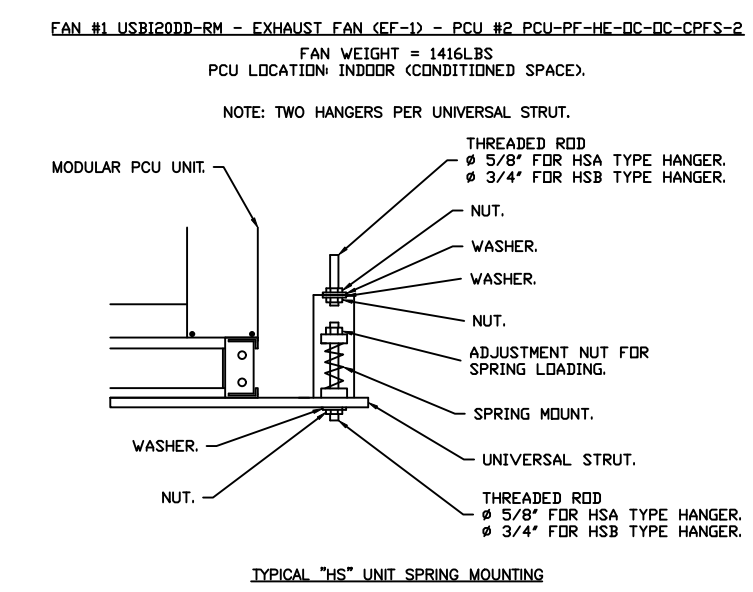 FAN #1 USBI20DD-RM - EXHAUST FAN (EF-1) - PCU #2 PCU-PF-HE-OC-OC-CPFS-2
FAN WEIGHT = 1416LBS
PCU LOCATION: INDOOR (CONDITIONED SPACE).
NOTE: TWO HANGERS PER UNIVERSAL STRUT.
THREADED ROD
Ø 5/8" FOR HSA TYPE HANGER.
Ø 3/4" FOR HSB TYPE HANGER.
MODULAR PCU UNIT.
NUT.
WASHER.
WASHER.
NUT.
ADJUSTMENT NUT FOR
SPRING LOADING.
SPRING MOUNT.
WASHER.
UNIVERSAL STRUT.
NUT.
THREADED ROD
Ø 5/8" FOR HSA TYPE HANGER.
Ø 3/4" FOR HSB TYPE HANGER.
TYPICAL "HS" UNIT SPRING MOUNTING